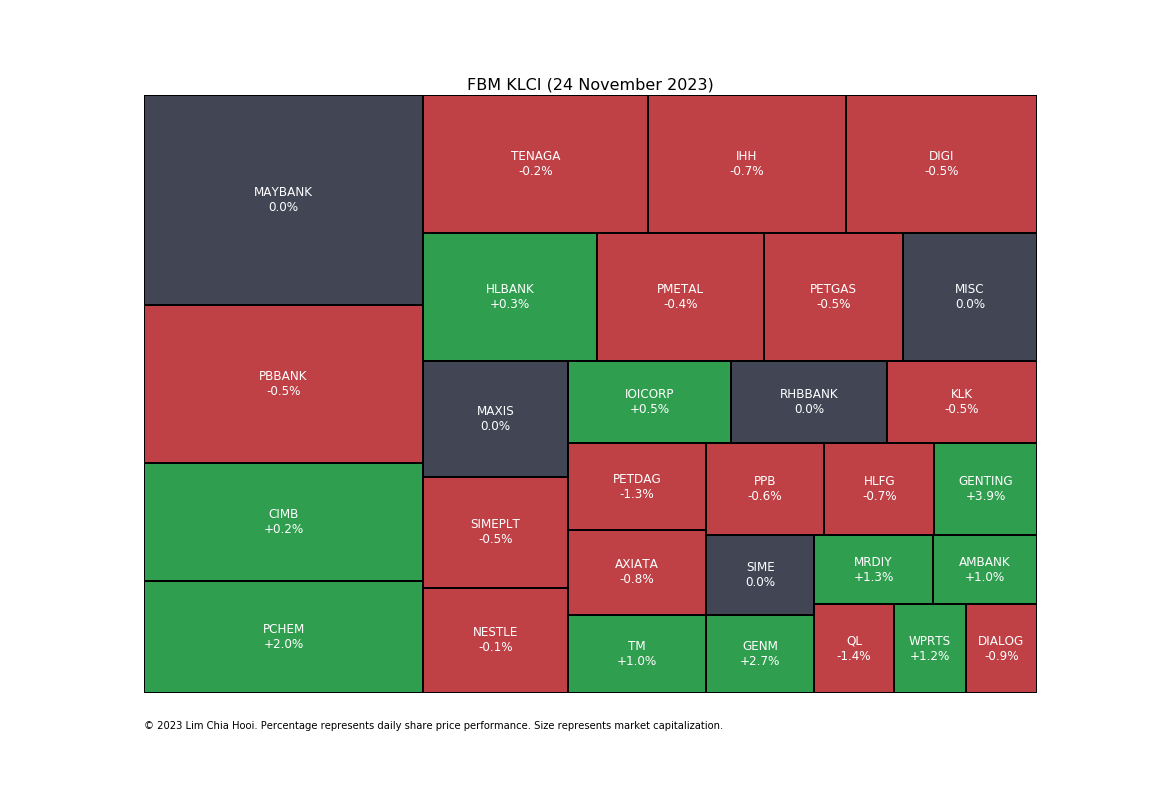 FBM KLCI (24 November 2023)
MAYBANK
0.0%
TENAGA
-0.2%
IHH
-0.7%
DIGI
-0.5%
HLBANK
+0.3%
PMETAL
-0.4%
PETGAS
-0.5%
MISC
0.0%
PBBANK
-0.5%
MAXIS
0.0%
IOICORP
+0.5%
RHBBANK
0.0%
KLK
-0.5%
PETDAG
-1.3%
PPB
-0.6%
HLFG
-0.7%
GENTING
+3.9%
CIMB
+0.2%
SIMEPLT
-0.5%
AXIATA
-0.8%
SIME
0.0%
MRDIY
+1.3%
AMBANK
+1.0%
PCHEM
+2.0%
NESTLE
-0.1%
TM
+1.0%
GENM
+2.7%
QL
-1.4%
WPRTS
+1.2%
DIALOG
-0.9%
© 2023 Lim Chia Hooi. Percentage represents daily share price performance. Size represents market capitalization.